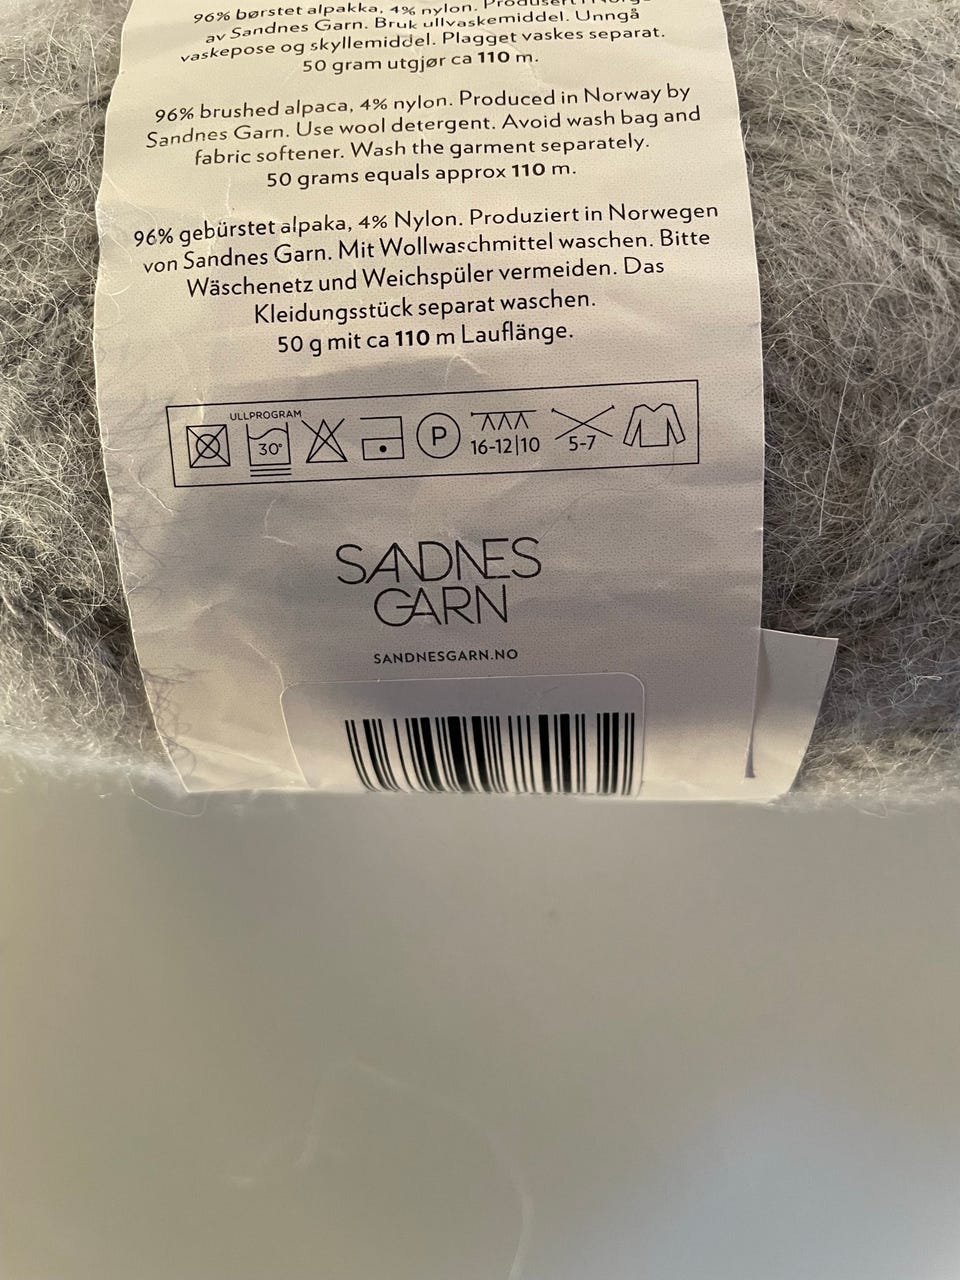 96% børstet alpakka, 4% nylon. Produsert i Norge
av Sandnes Garn. Bruk ullvaskemiddel. Unngå
vaskepose og skyllemiddel. Plagget vaskes separat.
50 gram utgjør ca 110 m.
96% brushed alpaca, 4% nylon. Produced in Norway by
Sandnes Garn. Use wool detergent. Avoid wash bag and
fabric softener. Wash the garment separately.
50 grams equals approx 110 m.
96% gebürstet alpaka, 4% Nylon. Produziert in Norwegen
von Sandnes Garn. Mit Wollwaschmittel waschen. Bitte
Wäschenetz und Weichspüler vermeiden. Das
Kleidungsstück separat waschen.
50 g mit ca 110 m Lauflänge.
ULLPROGRAM
30° P 16-12|10 5-7
SANDNES
GARN
SANDNESGARN.NO